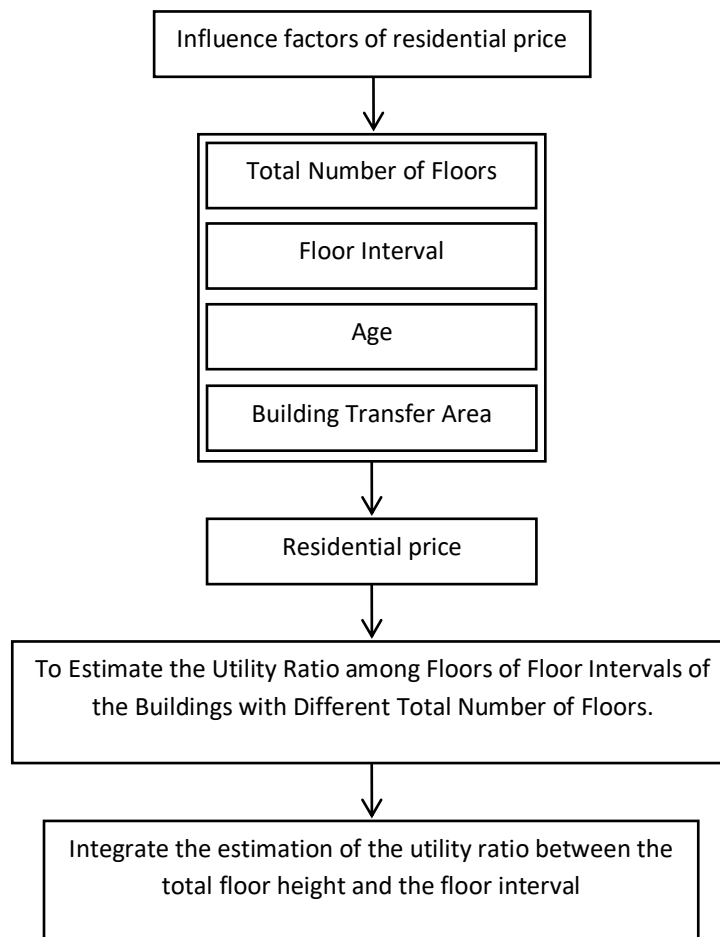 Influence factors of residential price
Total Number of Floors
Floor Interval
Age
Building Transfer Area
Residential price
To Estimate the Utility Ratio among Floors of Floor Intervals of
the Buildings with Different Total Number of Floors.
Integrate the estimation of the utility ratio between the
total floor height and the floor interval